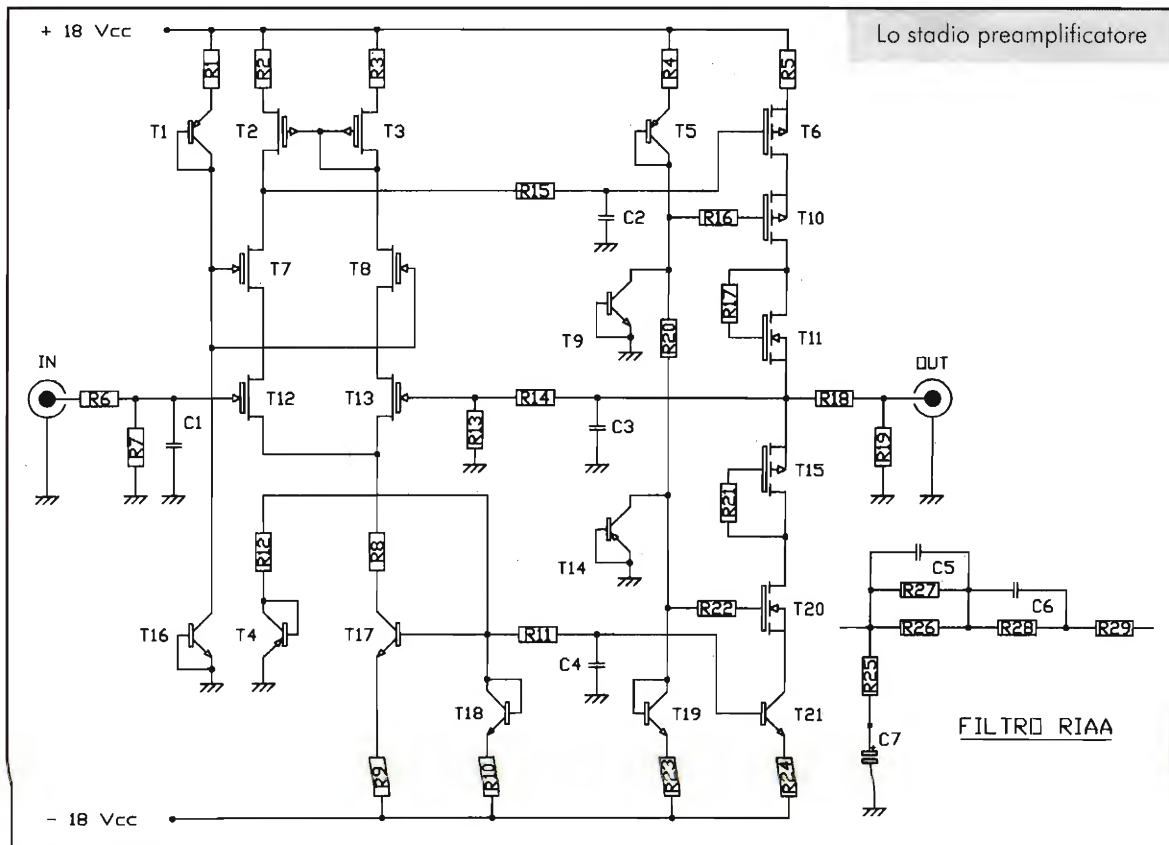 Lo stadio preamplificatore
+ 18 Vcc
R1
R2
R3
R4
R5
T1
T2
T3
T5
T6
R15
C2
R16
T10
T7
T8
R17
T9
R20
T11
IN
OUT
R6
T12
T13
R14
R18
R7
C1
R13
C3
R19
T15
R21
R12
R8
T14
C5
R27
C6
R22
T20
R26
R28
R29
T16
T4
T17
R11
C4
R25
T18
T19
T21
FILTRO RIAA
C7
+
R9
R10
R23
R24
- 18 Vcc